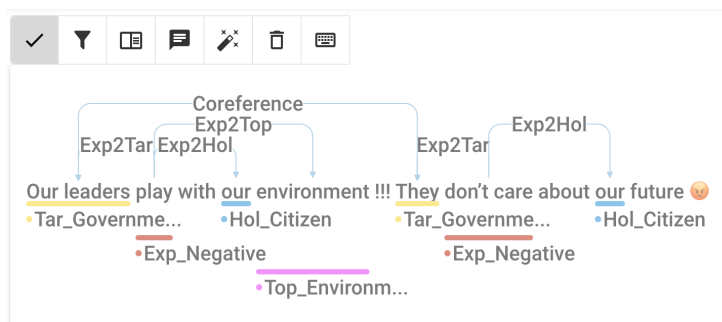 Coreference
Exp2Top
Exp2Hol
Exp2Tar Exp2Hol
Exp2Tar
Our leaders play with our environment !!! They don’t care about our future 😡
Tar_Governme... Hol_Citizen Tar_Governme... Hol_Citizen
Exp_Negative Exp_Negative
Top_Environm...